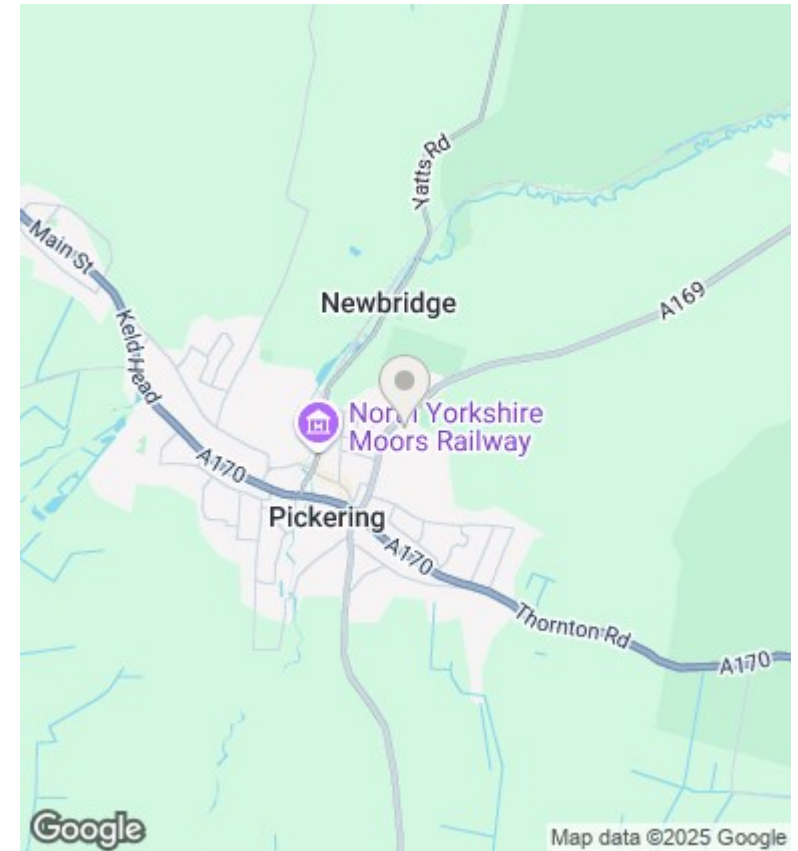 Yatts Rd
Main St
Newbridge
A169
Keld Head
North Yorkshire
Moors Railway
A170
Pickering
A170
Thornton Rd
A170
Google
Map data ©2025 Google